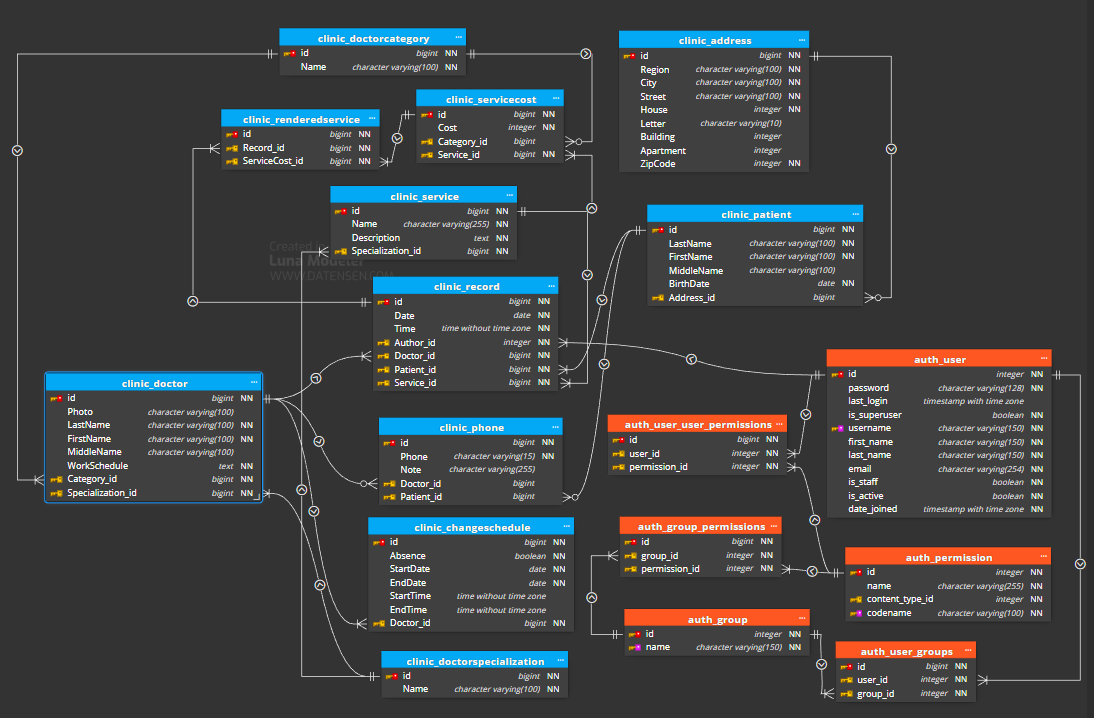 clinic_doctorcategory ...
id bigint NN
Name character varying(100) NN
clinic_address ...
id bigint NN
Region character varying(100) NN
City character varying(100) NN
Street character varying(100) NN
House integer NN
Letter character varying(10)
Building integer
Apartment integer
ZipCode integer NN
clinic_servicecost ...
id bigint NN
Cost integer NN
Category_id bigint
Service_id bigint NN
clinic_renderedservice ...
id bigint NN
Record_id bigint NN
ServiceCost_id bigint NN
clinic_service ...
id bigint NN
Name character varying(255) NN
Description text NN
Specialization_id bigint NN
Created in
Luna Modeler
WWW.DATENSEN.COM
clinic_patient ...
id bigint NN
LastName character varying(100) NN
FirstName character varying(100) NN
MiddleName character varying(100)
BirthDate date NN
Address_id bigint
clinic_record ...
id bigint NN
Date date NN
Time time without time zone NN
Author_id integer NN
Doctor_id bigint NN
Patient_id bigint NN
Service_id bigint NN
clinic_doctor ...
id bigint NN
Photo character varying(100)
LastName character varying(100) NN
FirstName character varying(100) NN
MiddleName character varying(100)
WorkSchedule text NN
Category_id bigint NN
Specialization_id bigint NN
auth_user ...
id integer NN
password character varying(128) NN
last_login timestamp with time zone
is_superuser boolean NN
username character varying(150) NN
first_name character varying(150) NN
last_name character varying(150) NN
email character varying(254) NN
is_staff boolean NN
is_active boolean NN
date_joined timestamp with time zone NN
clinic_phone ...
id bigint NN
Phone character varying(15) NN
Note character varying(255)
Doctor_id bigint
Patient_id bigint
auth_user_user_permissions ...
id bigint NN
user_id integer NN
permission_id integer NN
clinic_changeschedule ...
id bigint NN
Absence boolean NN
StartDate date NN
EndDate date NN
StartTime time without time zone
EndTime time without time zone
Doctor_id bigint NN
auth_group_permissions ...
id bigint NN
group_id integer NN
permission_id integer NN
auth_permission ...
id integer NN
name character varying(255) NN
content_type_id integer NN
codename character varying(100) NN
auth_group ...
id integer NN
name character varying(150) NN
clinic_doctorspecialization ...
id bigint NN
Name character varying(100) NN
auth_user_groups ...
id bigint NN
user_id integer NN
group_id integer NN